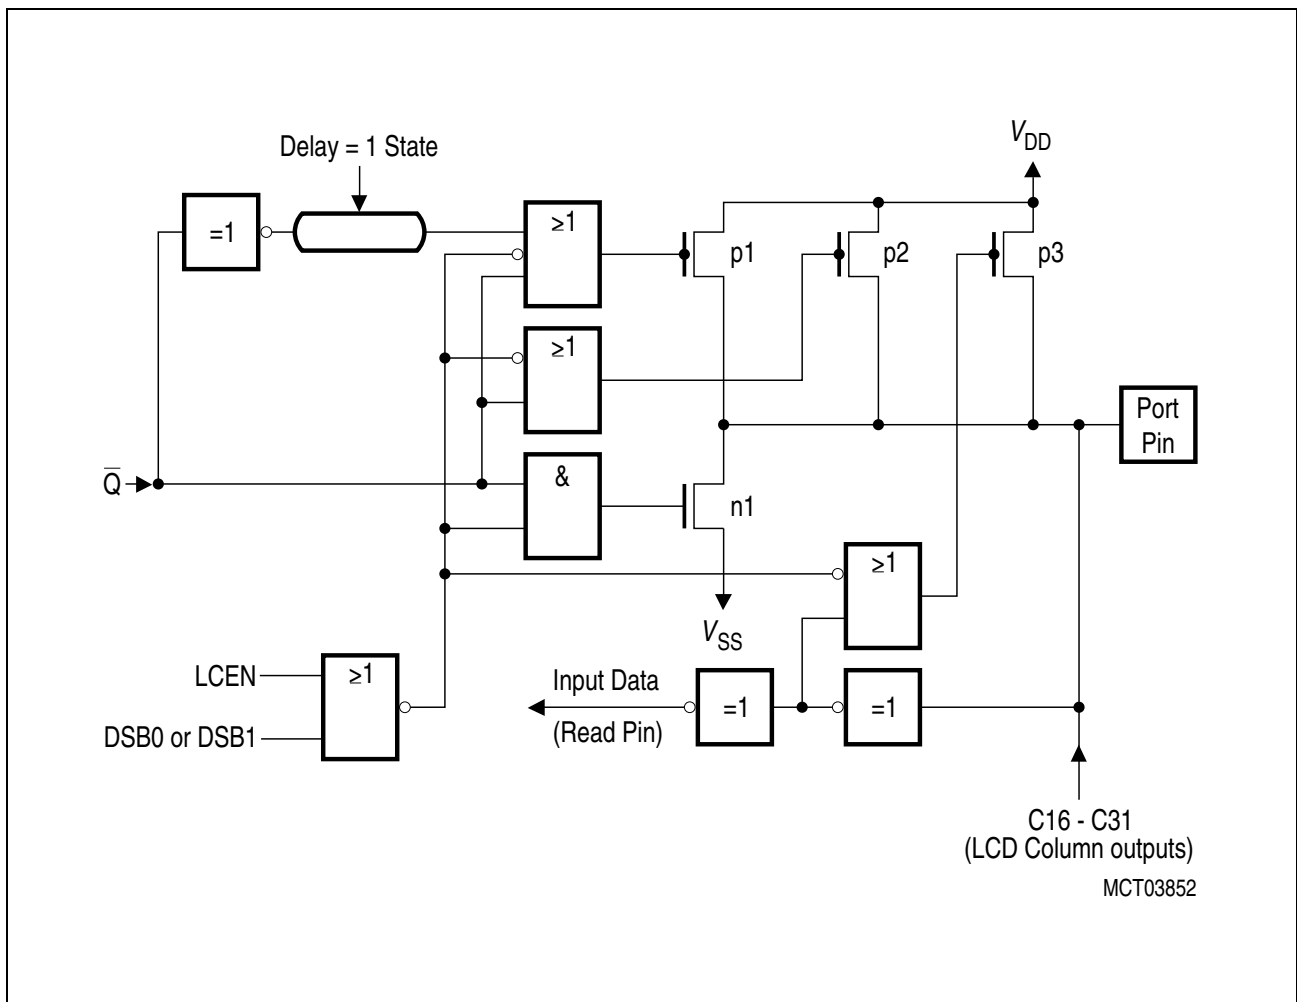 Delay = 1 State
V_DD
=1
≥1
p1
p2
p3
≥1
Port
Pin
Q̅
&
n1
≥1
V_SS
LCEN
≥1
Input Data
=1
=1
DSB0 or DSB1
(Read Pin)
C16 - C31
(LCD Column outputs)
MCT03852